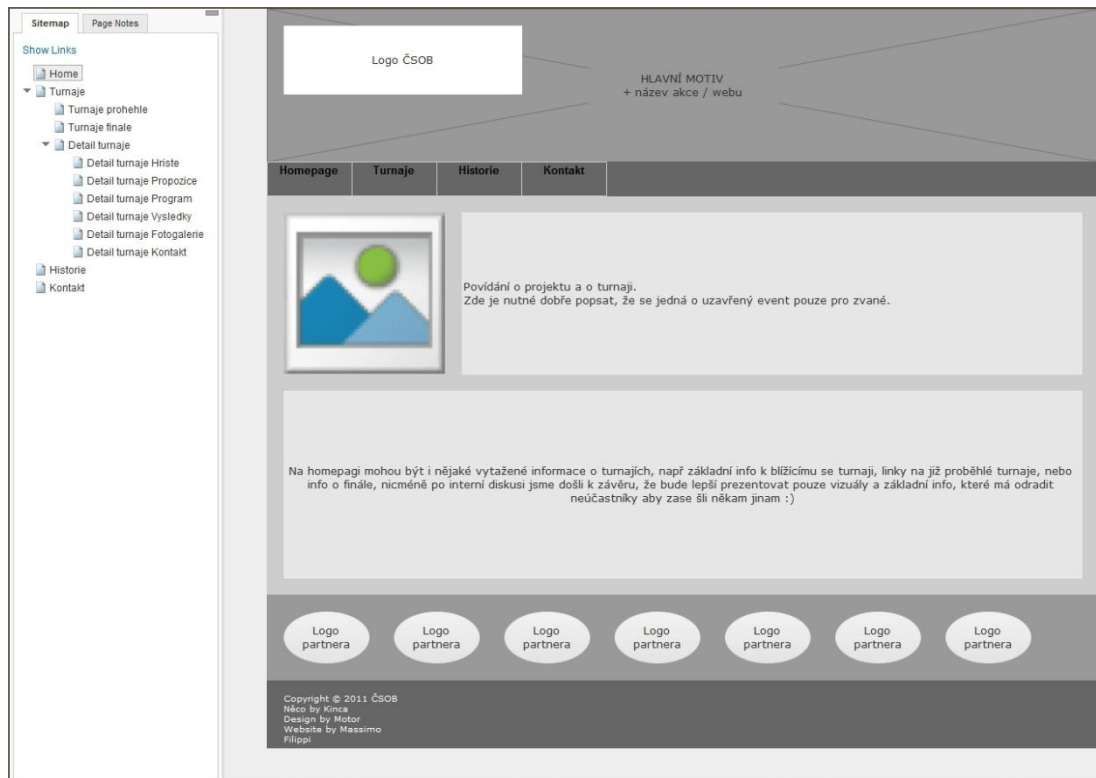 Sitemap
Page Notes
Show Links
Home
Turnaje
Turnaje prohehle
Turnaje finale
Detail turnaje
Detail turnaje Hriste
Detail turnaje Propozice
Detail turnaje Program
Detail turnaje Vysledky
Detail turnaje Fotogalerie
Detail turnaje Kontakt
Historie
Kontakt
Logo ČSOB
HLAVNÍ MOTIV
+ název akce / webu
Homepage
Turnaje
Historie
Kontakt
Povídání o projektu a o turnaji.
Zde je nutné dobře popsat, že se jedná o uzavřený event pouze pro zvané.
Na homepagi mohou být i nějaké vytažené informace o turnajích, např základní info k blížícímu se turnaji, linky na již proběhlé turnaje, nebo
info o finále, nicméně po interní diskusi jsme došli k závěru, že bude lepší prezentovat pouze vizuály a základní info, které má odradit
neúčastníky aby zase šli někam jinam :)
Logo
partnera
Logo
partnera
Logo
partnera
Logo
partnera
Logo
partnera
Logo
partnera
Logo
partnera
Copyright © 2011 ČSOB
Něco by Kinca
Design by Motor
Website by Massimo
Filippi